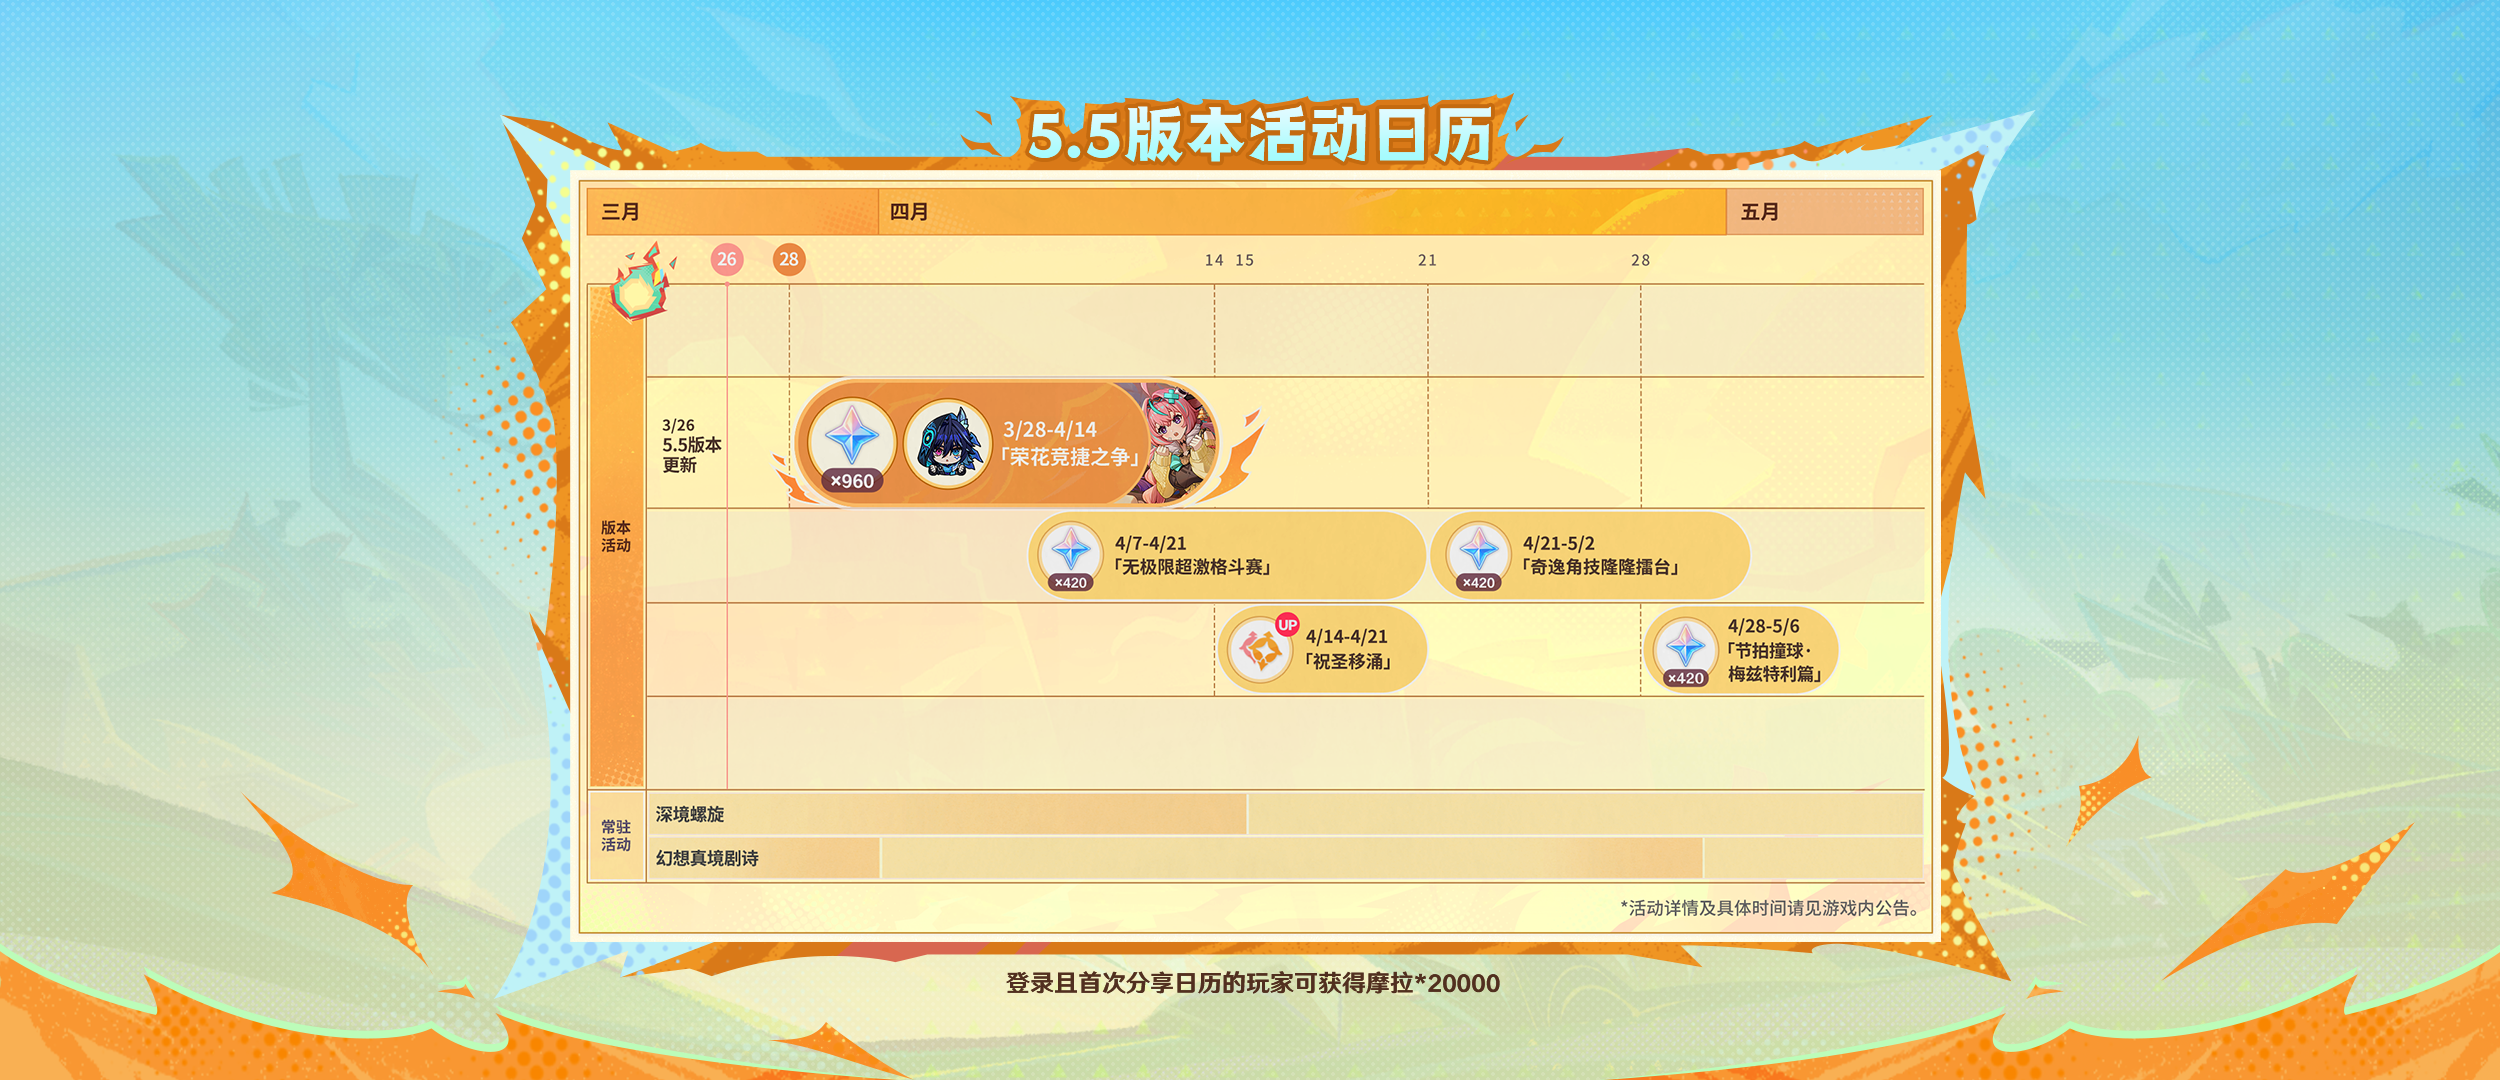 5.5版本活动日历
三月
四月
五月
26
28
14
15
21
28
3/26
5.5版本
更新
×960
3/28-4/14
「荣花竞捷之争」
版本
活动
×420
4/7-4/21
「无极限超激格斗赛」
×420
4/21-5/2
「奇逸角技隆隆擂台」
UP
4/14-4/21
「祝圣移涌」
×420
4/28-5/6
「节拍撞球·
梅兹特利篇」
常驻
活动
深境螺旋
幻想真境剧诗
*活动详情及具体时间请见游戏内公告。
登录且首次分享日历的玩家可获得摩拉*20000